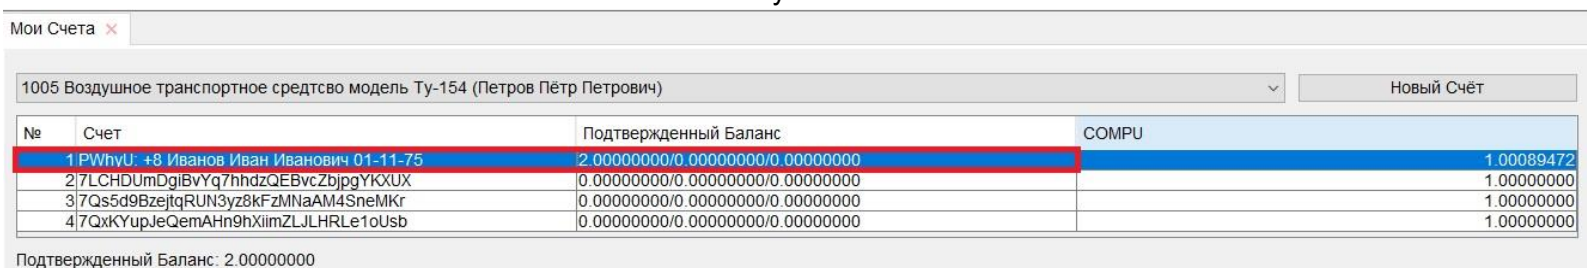 Мои Счета
1005 Воздушное транспортное средтсво модель Ту-154 (Петров Пётр Петрович) Новый Счёт
№ Счет Подтвержденный Баланс COMPU
1 PWhyU: +8 Иванов Иван Иванович 01-11-75 2.00000000/0.00000000/0.00000000 1.00089472
2 7LCHDUmDgiBvYq7hhdzQEBvcZbjpgYKXUX 0.00000000/0.00000000/0.00000000 1.00000000
3 7Qs5d9BzejtqRUN3yz8kFzMNaAM4SneMKr 0.00000000/0.00000000/0.00000000 1.00000000
4 7QxKYupJeQemAHn9hXiimZLJLHRLe1oUsb 0.00000000/0.00000000/0.00000000 1.00000000
Подтвержденный Баланс: 2.00000000